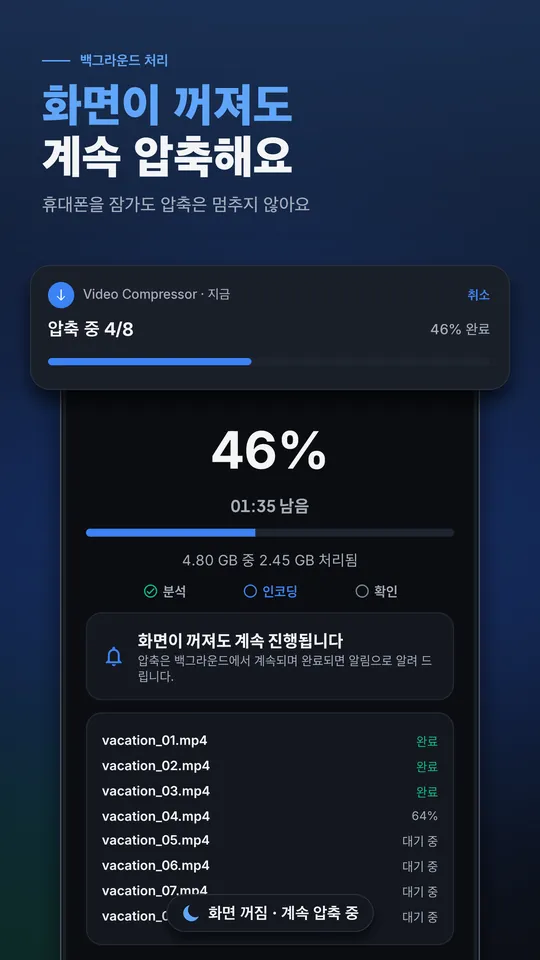 백그라운드 처리
화면이 꺼져도
계속 압축해요
휴대폰을 잠가도 압축은 멈추지 않아요
Video Compressor · 지금 취소
압축 중 4/8 46% 완료
46%
01:35 남음
4.80 GB 중 2.45 GB 처리됨
분석 인코딩 확인
화면이 꺼져도 계속 진행됩니다
압축은 백그라운드에서 계속되며 완료되면 알림으로 알려 드
립니다.
vacation_01.mp4 완료
vacation_02.mp4 완료
vacation_03.mp4 완료
vacation_04.mp4 64%
vacation_05.mp4 대기 중
vacation_06.mp4 대기 중
vacation_07.mp4 대기 중
vacation_0 대기 중
화면 꺼짐 · 계속 압축 중